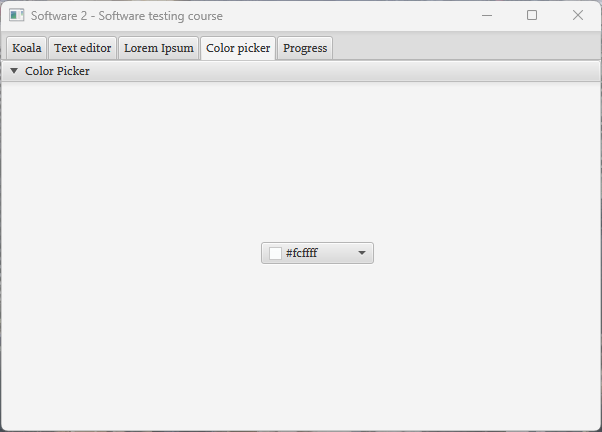 Software 2 - Software testing course
Koala Text editor Lorem Ipsum Color picker Progress
Color Picker
#fcffff